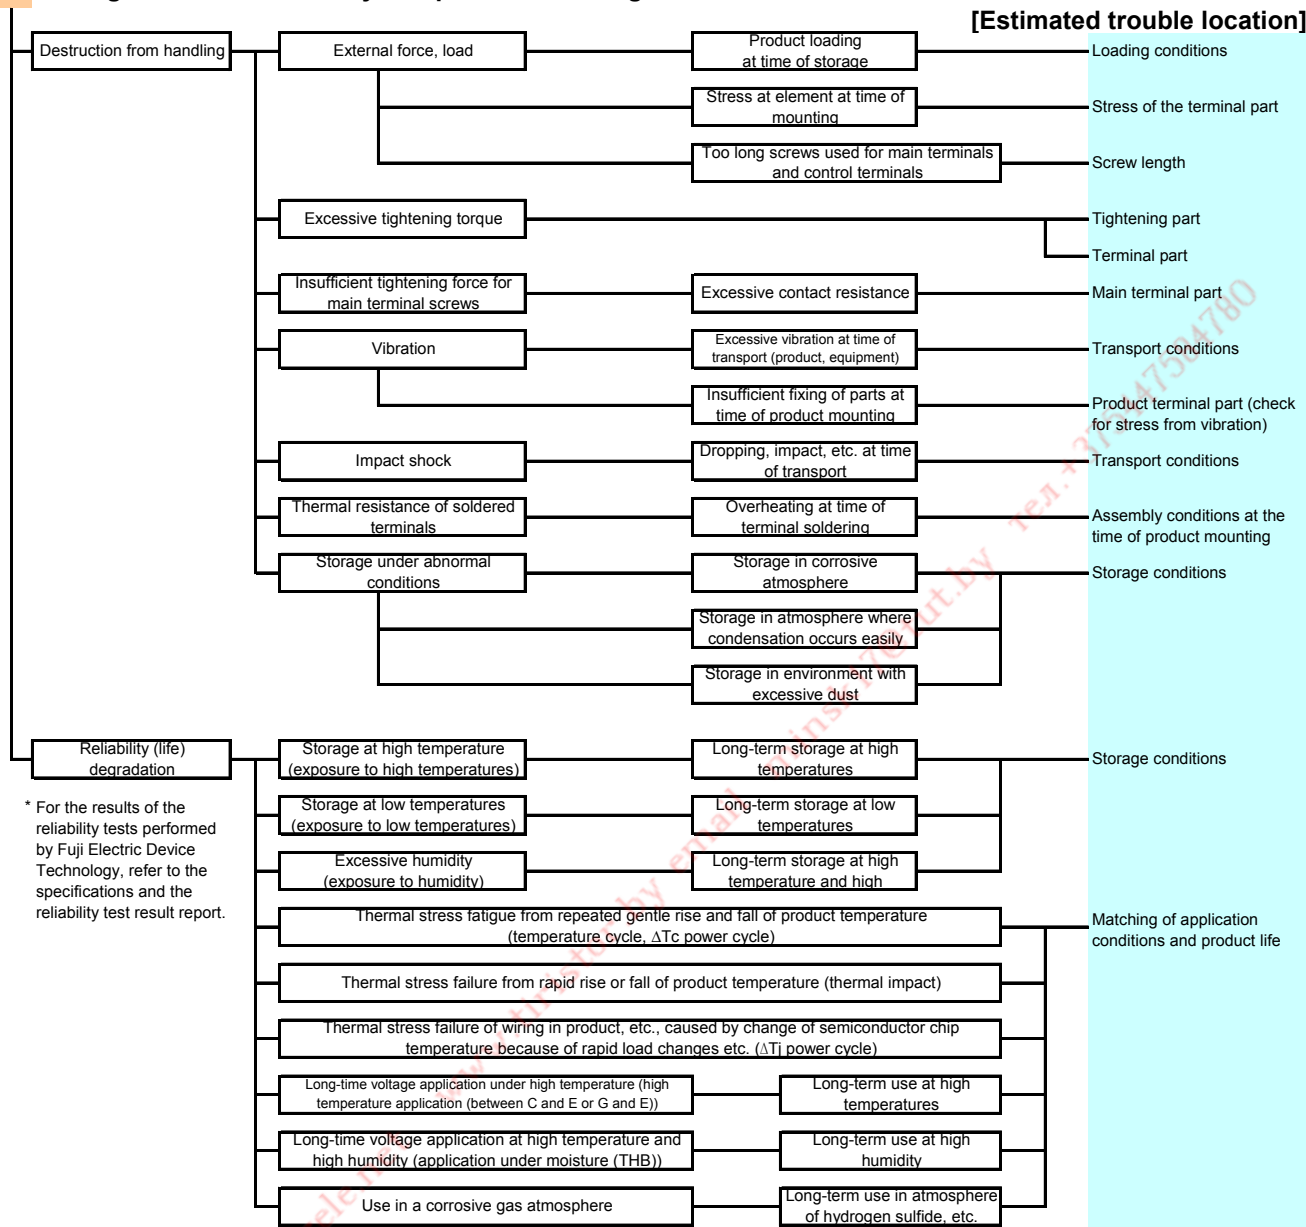 [Estimated trouble location]
Destruction from handling
External force, load
Product loading
at time of storage
Loading conditions
Stress at element at time of
mounting
Stress of the terminal part
Too long screws used for main terminals
and control terminals
Screw length
Excessive tightening torque
Tightening part
Terminal part
Insufficient tightening force for
main terminal screws
Excessive contact resistance
Main terminal part
Vibration
Excessive vibration at time of
transport (product, equipment)
Transport conditions
Insufficient fixing of parts at
time of product mounting
Product terminal part (check
for stress from vibration)
Impact shock
Dropping, impact, etc. at time
of transport
Transport conditions
Thermal resistance of soldered
terminals
Overheating at time of
terminal soldering
Assembly conditions at the
time of product mounting
Storage under abnormal
conditions
Storage in corrosive
atmosphere
Storage conditions
Storage in atmosphere where
condensation occurs easily
Storage in environment with
excessive dust
Reliability (life)
degradation
Storage at high temperature
(exposure to high temperatures)
Long-term storage at high
temperatures
Storage conditions
* For the results of the
reliability tests performed
by Fuji Electric Device
Technology, refer to the
specifications and the
reliability test result report.
Storage at low temperatures
(exposure to low temperatures)
Long-term storage at low
temperatures
Excessive humidity
(exposure to humidity)
Long-term storage at high
temperature and high
Thermal stress fatigue from repeated gentle rise and fall of product temperature
(temperature cycle, ΔTc power cycle)
Matching of application
conditions and product life
Thermal stress failure from rapid rise or fall of product temperature (thermal impact)
Thermal stress failure of wiring in product, etc., caused by change of semiconductor chip
temperature because of rapid load changes etc. (ΔTj power cycle)
Long-time voltage application under high temperature (high
temperature application (between C and E or G and E))
Long-term use at high
temperatures
Long-time voltage application at high temperature and
high humidity (application under moisture (THB))
Long-term use at high
humidity
Use in a corrosive gas atmosphere
Long-term use in atmosphere
of hydrogen sulfide, etc.
www.tiristor.by email minsk17@tut.by тел.+375447584780